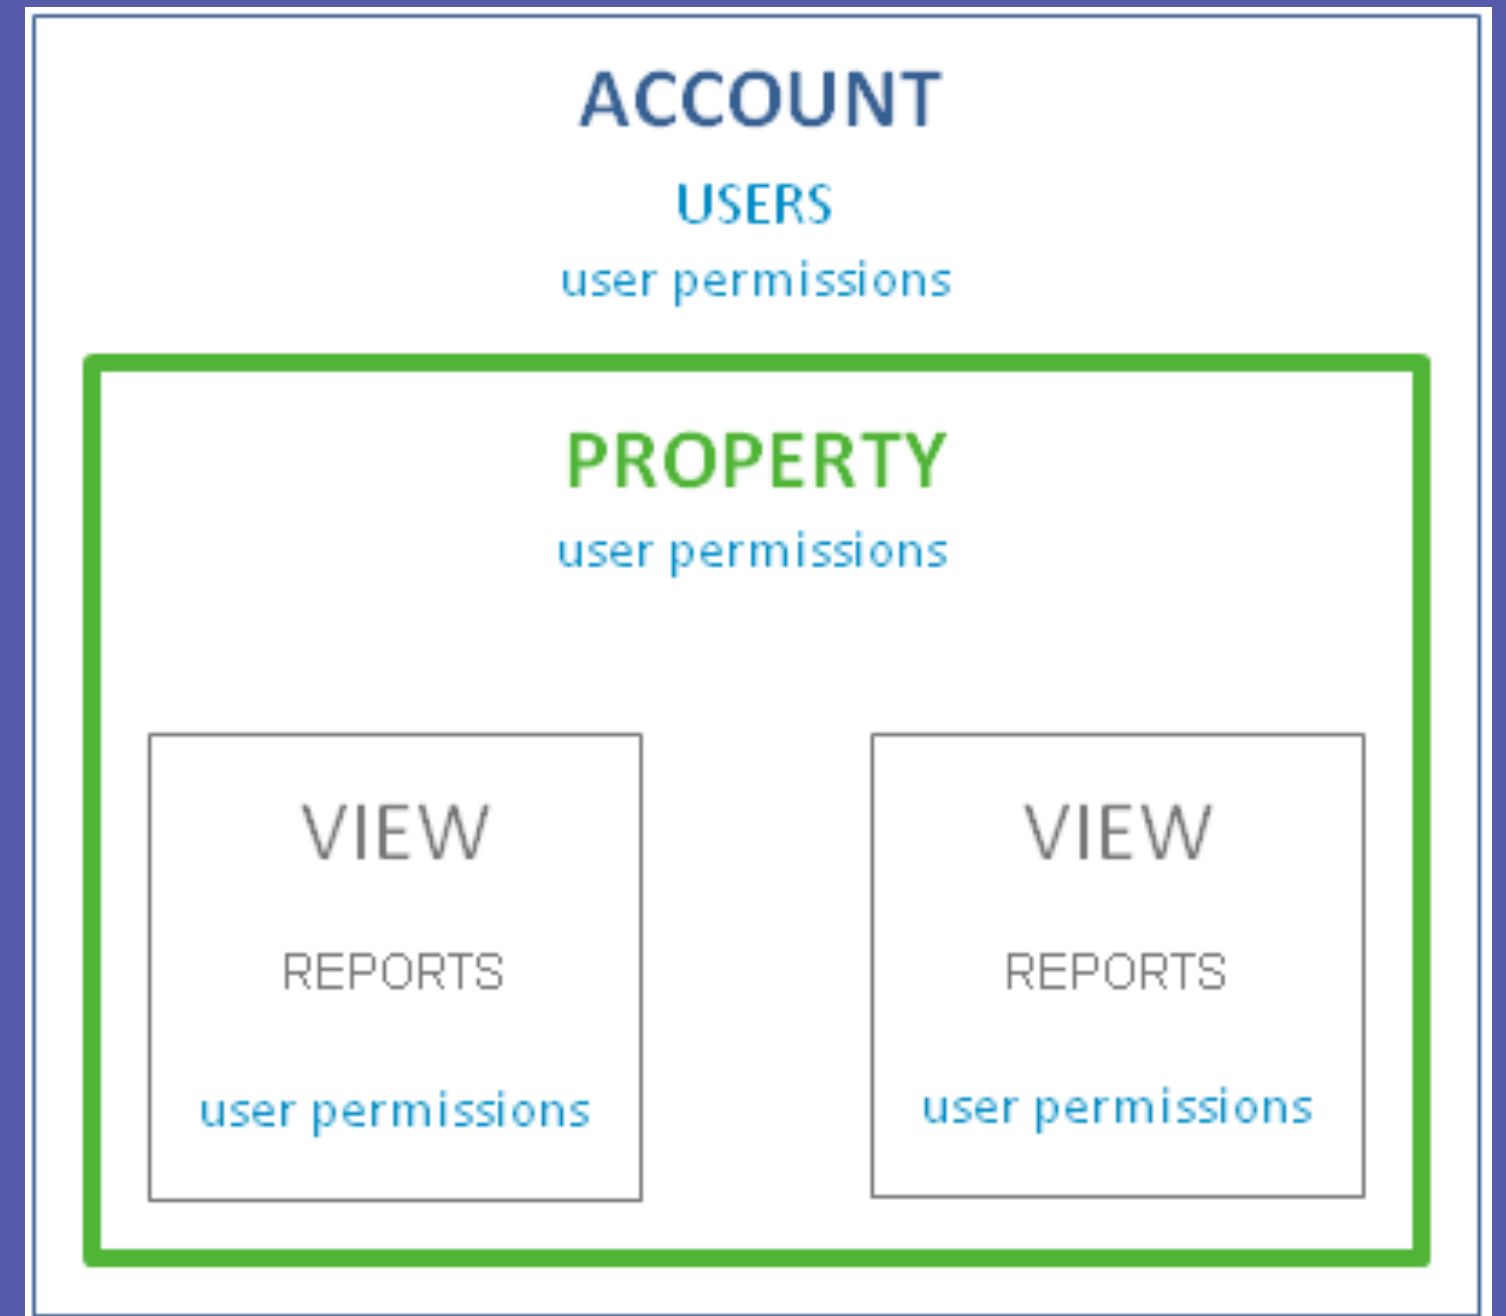 ACCOUNT
USERS
user permissions
PROPERTY
user permissions
VIEW
REPORTS
user permissions
VIEW
REPORTS
user permissions